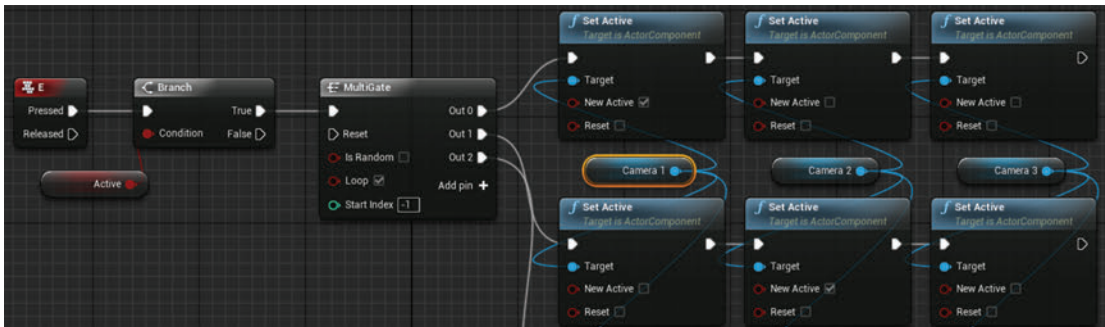 Set Active
Target is ActorComponent
Target
New Active
Reset
Set Active
Target is ActorComponent
Target
New Active
Reset
Set Active
Target is ActorComponent
Target
New Active
Reset
E
Pressed
Released
Branch
True
Condition
False
Active
MultiGate
Out 0
Reset
Out 1
Is Random
Out 2
Loop
Add pin +
Start Index -1
Camera 1
Camera 2
Camera 3
Set Active
Target is ActorComponent
Target
New Active
Reset
Set Active
Target is ActorComponent
Target
New Active
Reset
Set Active
Target is ActorComponent
Target
New Active
Reset